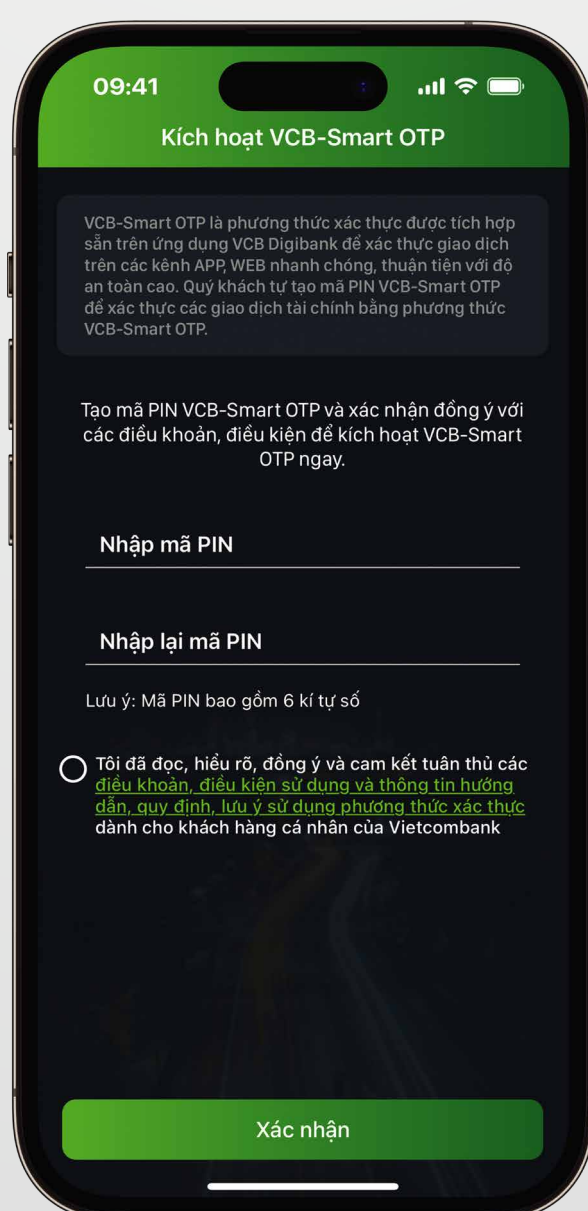 09:41
Kích hoạt VCB-Smart OTP
VCB-Smart OTP là phương thức xác thực được tích hợp
sẵn trên ứng dụng VCB Digibank để xác thực giao dịch
trên các kênh APP, WEB nhanh chóng, thuận tiện với độ
an toàn cao. Quý khách tự tạo mã PIN VCB-Smart OTP
để xác thực các giao dịch tài chính bằng phương thức
VCB-Smart OTP.
Tạo mã PIN VCB-Smart OTP và xác nhận đồng ý với
các điều khoản, điều kiện để kích hoạt VCB-Smart
OTP ngay.
Nhập mã PIN
Nhập lại mã PIN
Lưu ý: Mã PIN bao gồm 6 kí tự số
Tôi đã đọc, hiểu rõ, đồng ý và cam kết tuân thủ các
điều khoản, điều kiện sử dụng và thông tin hướng
dẫn, quy định, lưu ý sử dụng phương thức xác thực
dành cho khách hàng cá nhân của Vietcombank
Xác nhận